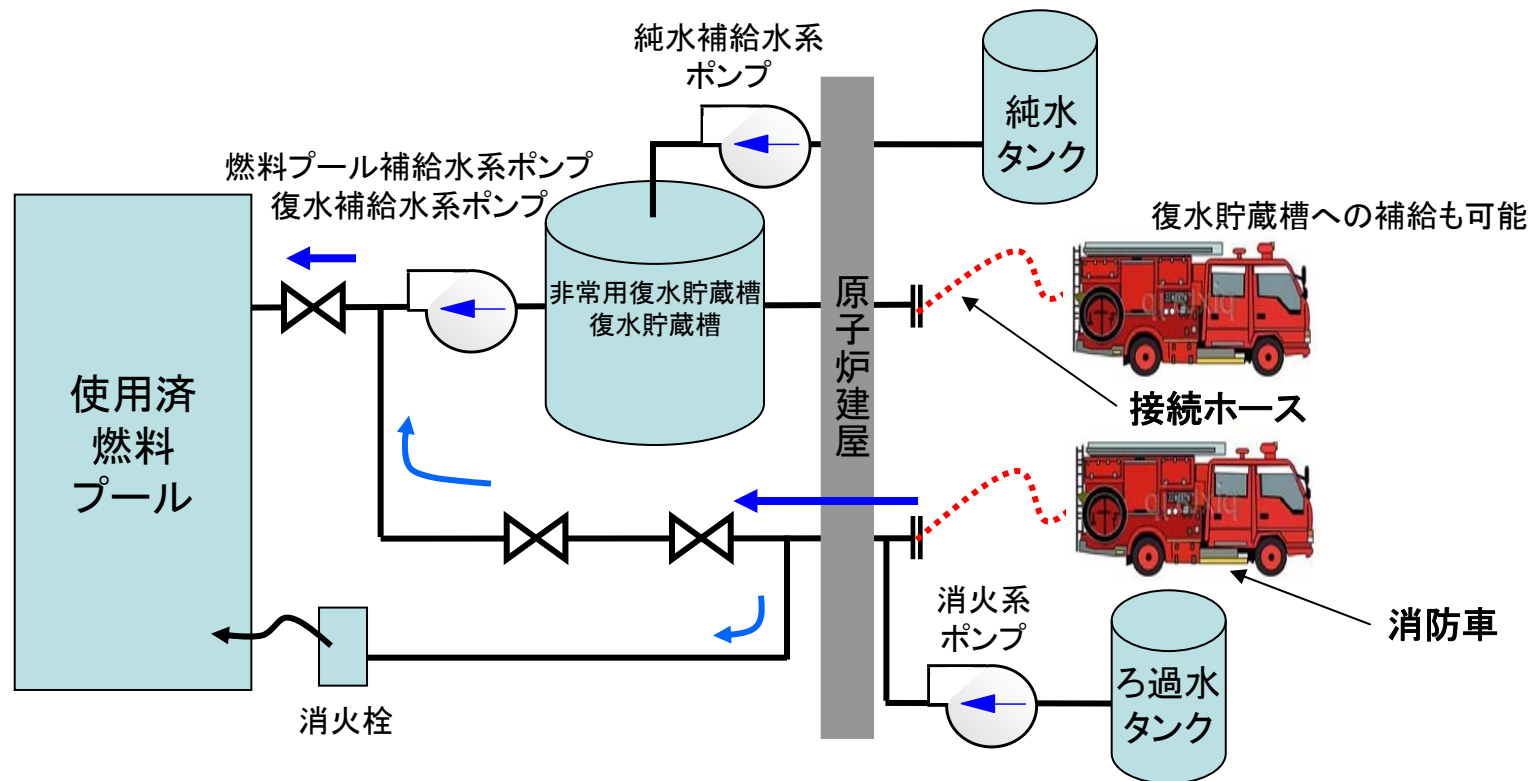 純水補給水系
ポンプ
純水
タンク
燃料プール補給水系ポンプ
復水補給水系ポンプ
復水貯蔵槽への補給も可能
非常用復水貯蔵槽
復水貯蔵槽
原子炉建屋
使用済
燃料
プール
接続ホース
消火系
ポンプ
消防車
ろ過水
タンク
消火栓